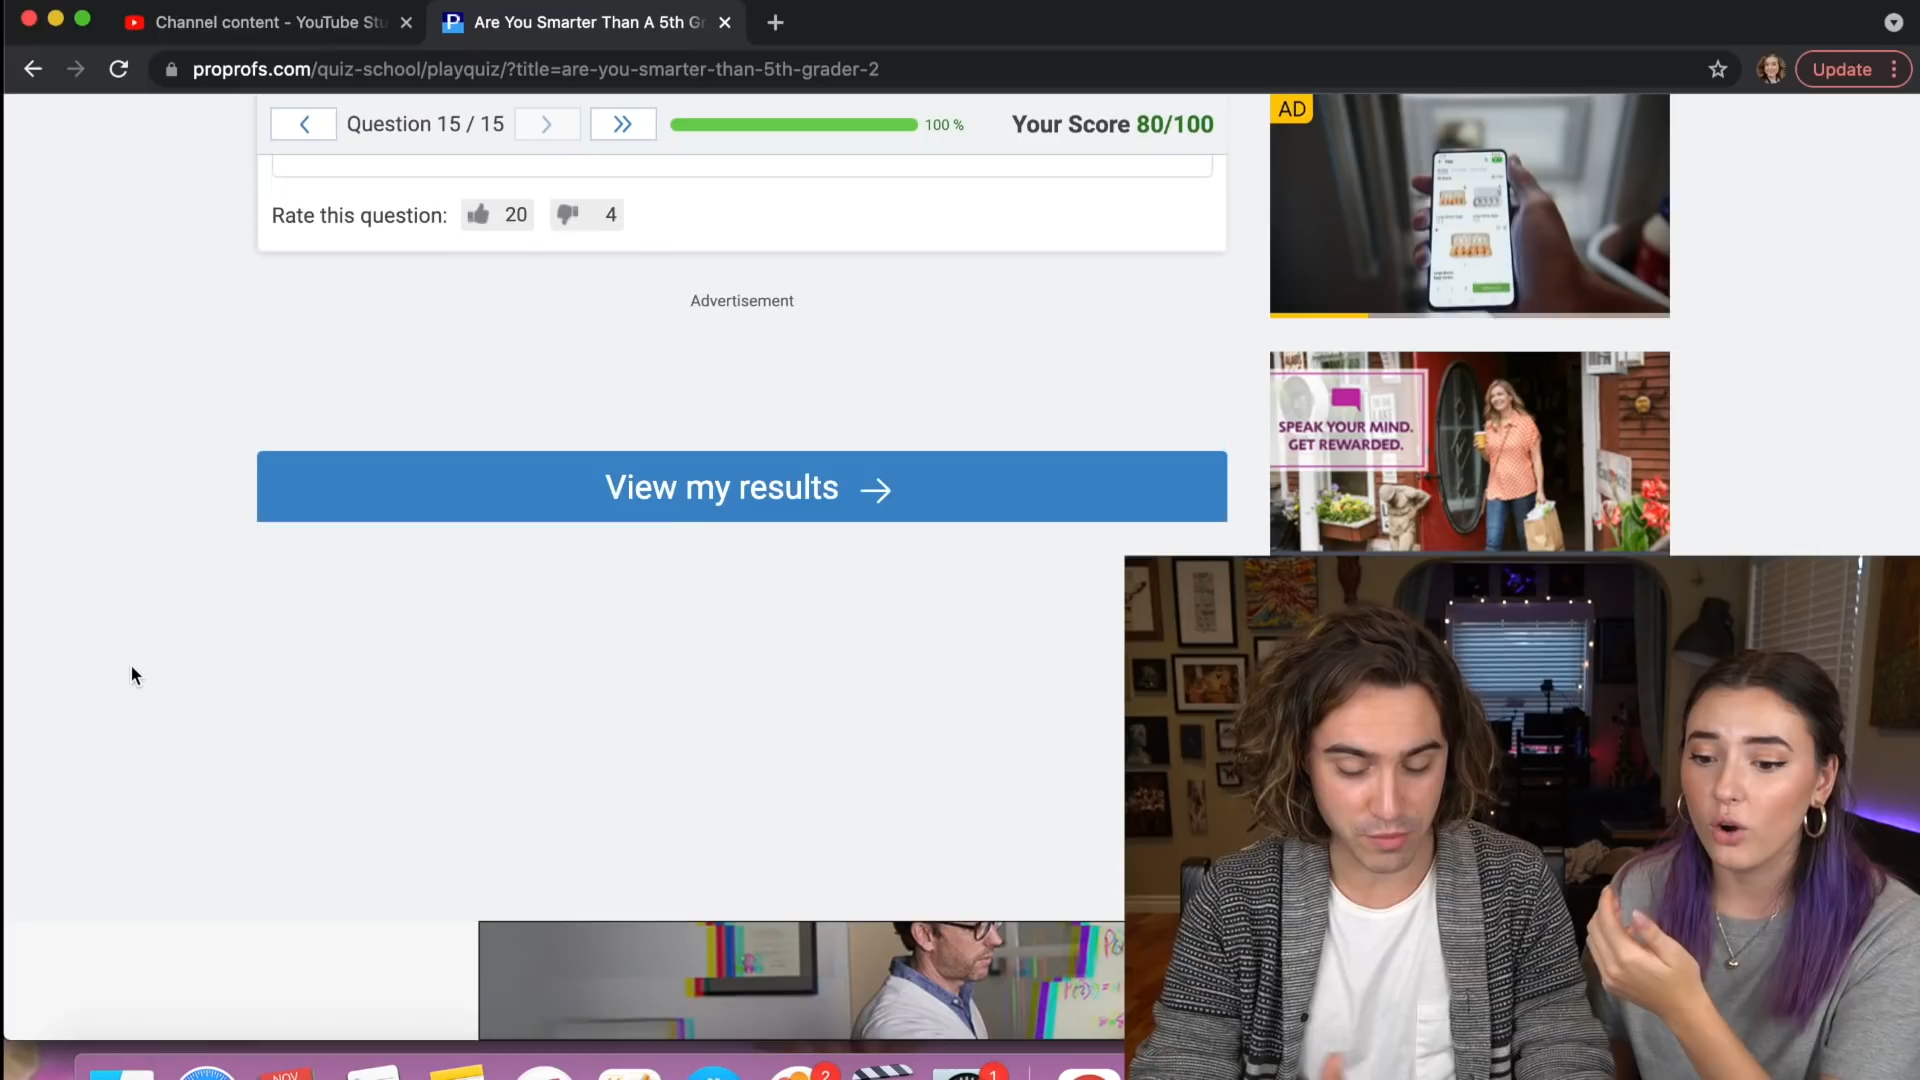 Channel content - YouTube Stu
Are You Smarter Than A 5th Gr
proprofs.com/quiz-school/playquiz/?title=are-you-smarter-than-5th-grader-2
Update
Question 15 / 15
100 %
Your Score 80/100
AD
Rate this question:
20
4
Advertisement
SPEAK YOUR MIND.
GET REWARDED.
View my results →
NOV
2
1